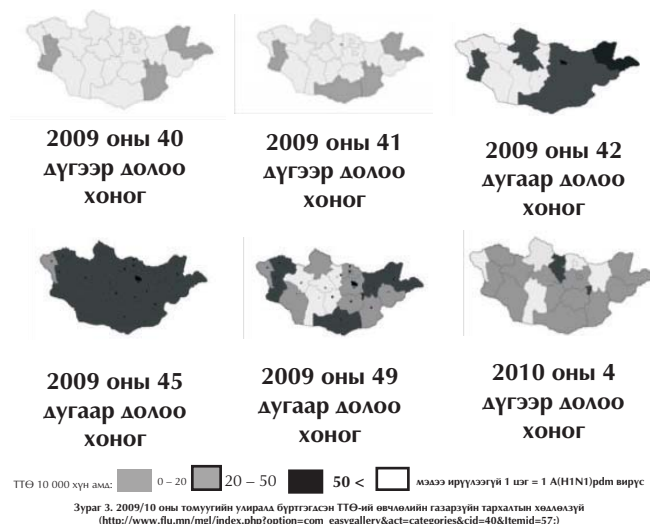 2009 оны 40
дүгээр долоо
хоног
2009 оны 41
дүгээр долоо
хоног
2009 оны 42
дугаар долоо
хоног
2009 оны 45
дугаар долоо
хоног
2009 оны 49
дугаар долоо
хоног
2010 оны 4
дүгээр долоо
хоног
ТТӨ 10 000 хүн амд: 0 – 20 20 – 50 50 < мэдээ ирүүлээгүй 1 цэг = 1 A(H1N1)pdm вирус
Зураг 3. 2009/10 оны томуугийн улиралд бүртгэгдсэн ТТӨ-ий өвчлөлийн газарзүйн тархалтын хөдлөлзүй
(http://www.flu.mn/mgl/index.php?option=com_easygallery&act=categories&cid=40&Itemid=57;)